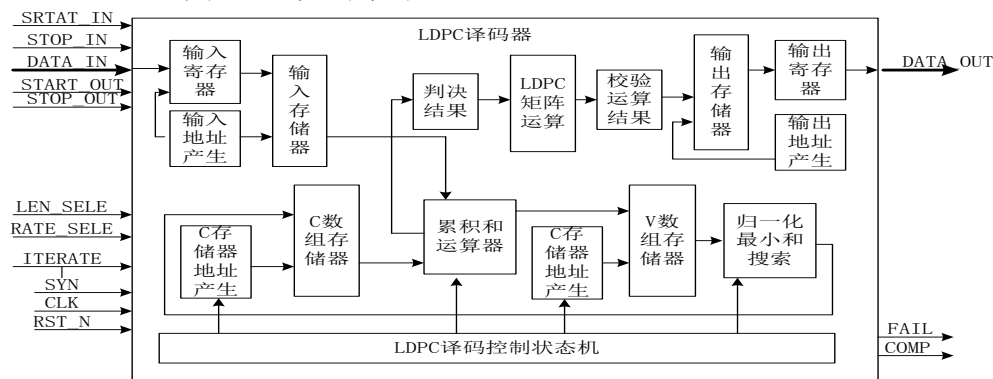 SRTAT_IN
STOP_IN
DATA_IN
START_OUT
STOP_OUT
LEN_SELE
RATE_SELE
ITERATE
SYN
CLK
RST_N
LDPC译码器
输入
寄存
器
输入
地址
产生
输
入
存
储
器
判决
结果
LDPC
矩阵
运算
校验
运算
结果
输
出
存
储
器
输出
寄存
器
输出
地址
产生
DATA_OUT
C存
储器
地址
产生
C数
组存
储器
累积和
运算器
C存
储器
地址
产生
V数
组存
储器
归一化
最小和
搜索
LDPC译码控制状态机
FAIL
COMP